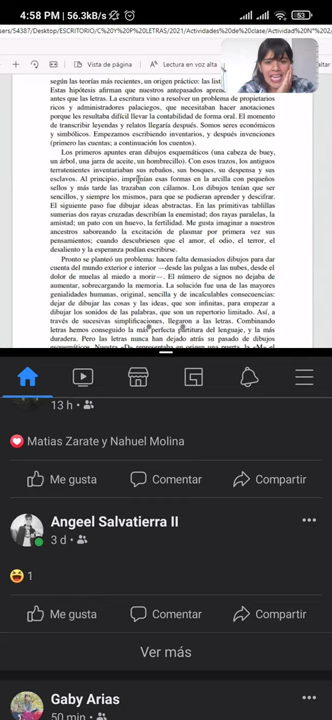 4:58 PM | 56.3kB/s
53
sers/54387/Desktop/ESCRITORIO/C%20Y%20P%20LETRAS/2021/Actividades%20de%20clase/Actividad%20N°%202/A
Vista de página
Lectura en voz alta
según las teorías más recientes, un origen práctico: las list
Estas hipótesis afirman que nuestros antepasados aprend
antes que las letras. La escritura vino a resolver un problema de propietarios
ricos y administradores palaciegos, que necesitaban hacer anotaciones
porque les resultaba difícil llevar la contabilidad de forma oral. El momento
de transcribir leyendas y relatos llegaría después. Somos seres económicos
y simbólicos. Empezamos escribiendo inventarios, y después invenciones
(primero las cuentas; a continuación los cuentos).
Los primeros apuntes eran dibujos esquemáticos (una cabeza de buey,
un árbol, una jarra de aceite, un hombrecillo). Con esos trazos, los antiguos
terratenientes inventariaban sus rebaños, sus bosques, su despensa y sus
esclavos. Al principio, imprimían esas formas en la arcilla con pequeños
sellos y más tarde las trazaban con cálamos. Los dibujos tenían que ser
sencillos, y siempre los mismos, para que se pudieran aprender y descifrar.
El siguiente paso fue dibujar ideas abstractas. En las primitivas tablillas
sumerias dos rayas cruzadas describían la enemistad; dos rayas paralelas, la
amistad; un pato con un huevo, la fertilidad. Me gusta imaginar a nuestros
ancestros saboreando la excitación de plasmar por primera vez sus
pensamientos; cuando descubriesen que el amor, el odio, el terror, el
desaliento y la esperanza podían escribirse.
Pronto se planteó un problema: hacen falta demasiados dibujos para dar
cuenta del mundo exterior e interior —desde las pulgas a las nubes, desde el
dolor de muelas al miedo a morir—. El número de signos no dejaba de
aumentar, sobrecargando la memoria. La solución fue una de las mayores
genialidades humanas, original, sencilla y de incalculables consecuencias:
dejar de dibujar las cosas y las ideas, que son infinitas, para empezar a
dibujar los sonidos de las palabras, que son un repertorio limitado. Así, a
través de sucesivas simplificaciones, llegaron a las letras. Combinando
letras hemos conseguido la más perfecta partitura del lenguaje, y la más
duradera. Pero las letras nunca han dejado atrás su pasado de dibujos
esquemáticos. Nuestra «D» representaba en origen una puerta, la «M» el
13 h
Matias Zarate y Nahuel Molina
Me gusta
Comentar
Compartir
Angeel Salvatierra II
3 d
1
Me gusta
Comentar
Compartir
Ver más
Gaby Arias
50 min